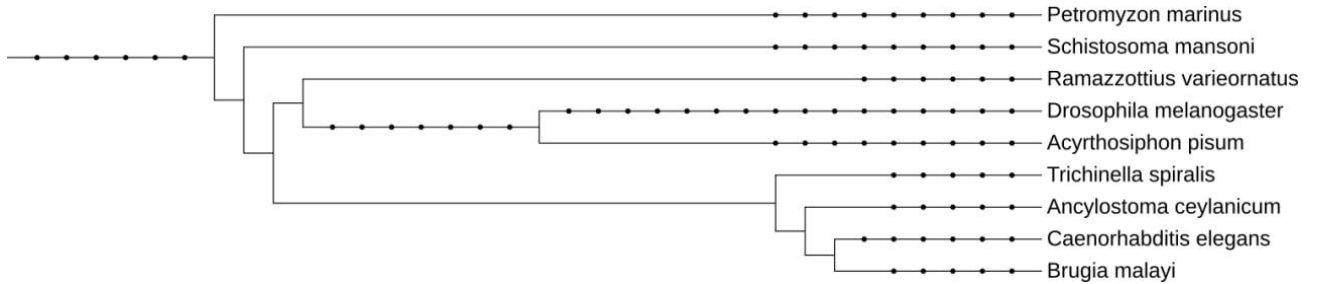 Petromyzon marinus
Schistosoma mansoni
Ramazzottius varieornatus
Drosophila melanogaster
Acyrthosiphon pisum
Trichinella spiralis
Ancylostoma ceylanicum
Caenorhabditis elegans
Brugia malayi